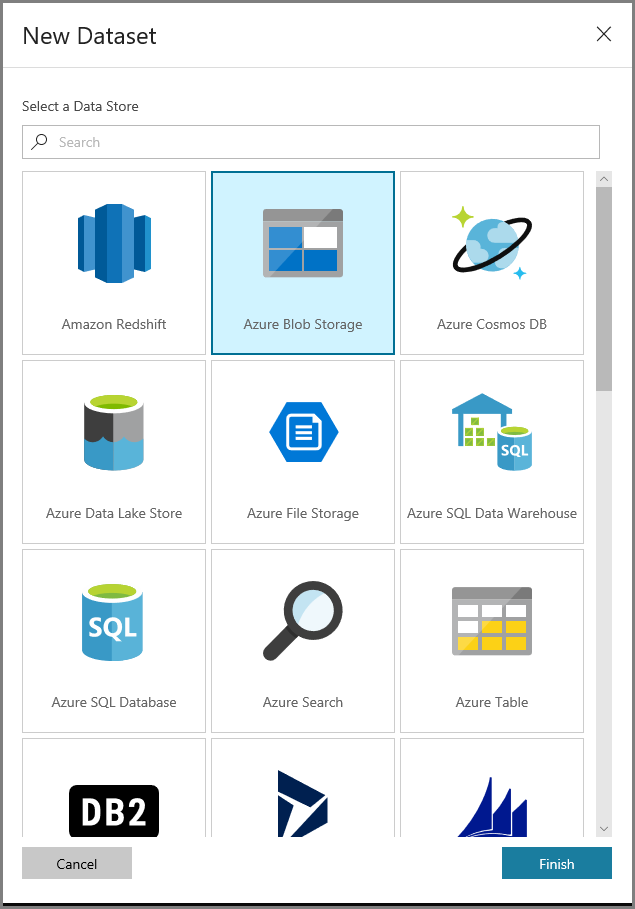 New Dataset
Select a Data Store
Search
Amazon Redshift
Azure Blob Storage
Azure Cosmos DB
Azure Data Lake Store
Azure File Storage
SQL
Azure SQL Data Warehouse
SQL
Azure SQL Database
Azure Search
Azure Table
DB2
Cancel
Finish